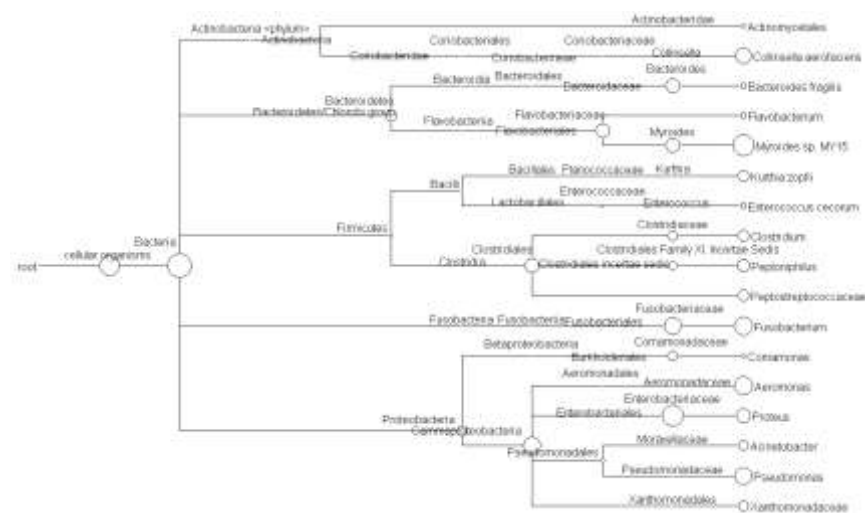 Actinobacteridae
Actinobacteria <phylum>
Actinomycetales
Actinobacteria
Coriobacteriales Coriobacteriaceae
Coriobacteridae Coriobacterineae Collinsella
Collinsella aerofaciens
Bacteroidia Bacteroidales Bacteroides
Bacteroidaceae
Bacteroides fragilis
Bacteroidetes
Bacteroidetes/Chlorobi group
Flavobacteriia
Flavobacteriaceae
Flavobacterium
Flavobacteriales Myroides
Myroides sp. MY15
Bacillales Planococcaceae Kurthia
Kurthia zopfii
Bacilli
Enterococcaceae
Lactobacillales Enterococcus
Enterococcus cecorum
Firmicutes
Clostridiaceae
Clostridium
Clostridiales
Clostridiales Family XI. Incertae Sedis
Clostridia
Clostridiales incertae sedis
Peptoniphilus
Peptostreptococcaceae
Bacteria
cellular organisms
root
Fusobacteriaceae
Fusobacteria Fusobacteriia Fusobacteriales
Fusobacterium
Betaproteobacteria
Comamonadaceae
Burkholderiales
Comamonas
Aeromonadales
Aeromonadaceae
Aeromonas
Enterobacteriaceae
Enterobacteriales
Proteus
Proteobacteria
Gammaproteobacteria
Moraxellaceae
Acinetobacter
Pseudomonadales
Pseudomonadaceae
Pseudomonas
Xanthomonadales
Xanthomonadaceae